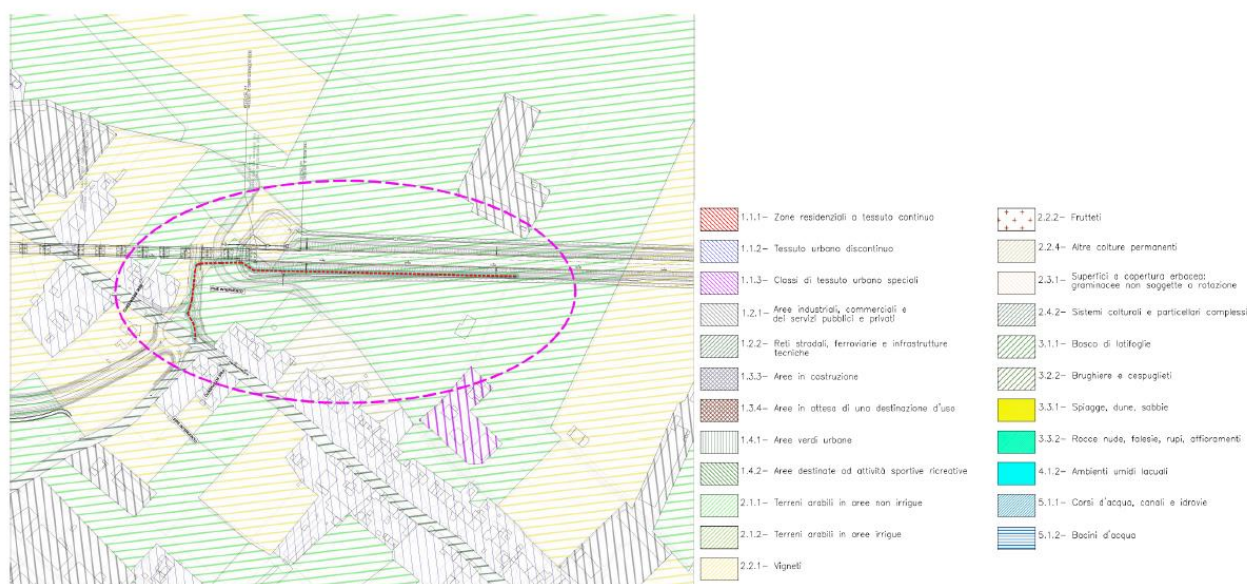 1.1.1- Zone residenziali a tessuto continuo
1.1.2- Tessuto urbano discontinuo
1.1.3- Classi di tessuto urbano speciali
1.2.1- Aree industriali, commerciali e
dei servizi pubblici e privati
1.2.2- Reti stradali, ferroviarie e infrastrutture
tecniche
1.3.3- Aree in costruzione
1.3.4- Aree in attesa di una destinazione d'uso
1.4.1- Aree verdi urbane
1.4.2- Aree destinate ad attività sportive ricreative
2.1.1- Terreni arabili in aree non irrigue
2.1.2- Terreni arabili in aree irrigue
2.2.1- Vigneti
2.2.2- Frutteti
2.2.4- Altre colture permanenti
2.3.1- Superfici a copertura erbacea:
graminacee non soggette a rotazione
2.4.2- Sistemi colturali e particellari complessi
3.1.1- Bosco di latifoglie
3.2.2- Brughiere e cespuglieti
3.3.1- Spiagge, dune, sabbie
3.3.2- Rocce nude, falesie, rupi, affioramenti
4.1.2- Ambienti umidi lacuali
5.1.1- Corsi d'acqua, canali e idrovie
5.1.2- Bacini d'acqua